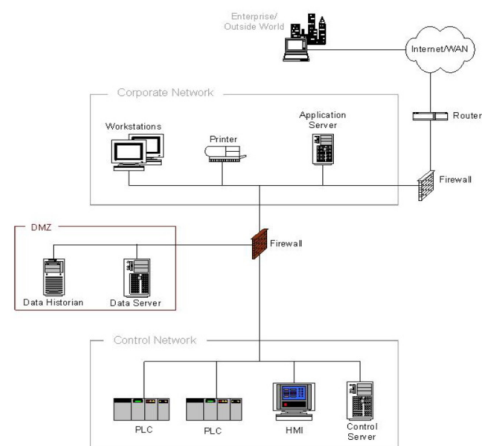 Enterprise/
Outside World
Internet/WAN
Corporate Network
Workstations
Printer
Application
Server
Router
Firewall
DMZ
Firewall
Data Historian
Data Server
Control Network
PLC
PLC
HMI
Control
Server